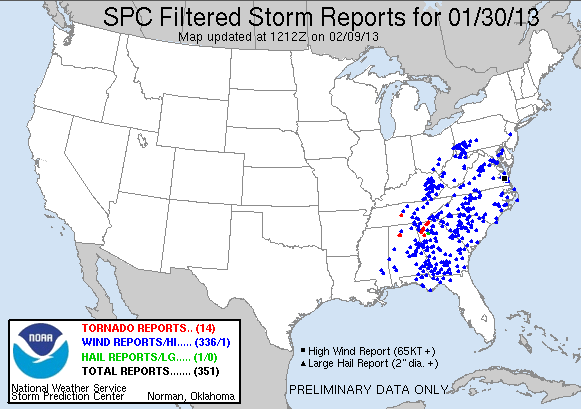 SPC Filtered Storm Reports for 01/30/13
Map updated at 1212Z on 02/09/13
NOAA
TORNADO REPORTS.. (14)
WIND REPORTS/HI..... (336/1)
HAIL REPORTS/LG..... (1/0)
TOTAL REPORTS....... (351)
National Weather Service
Storm Prediction Center Norman, Oklahoma
High Wind Report (65KT +)
Large Hail Report (2" dia. +)
PRELIMINARY DATA ONLY